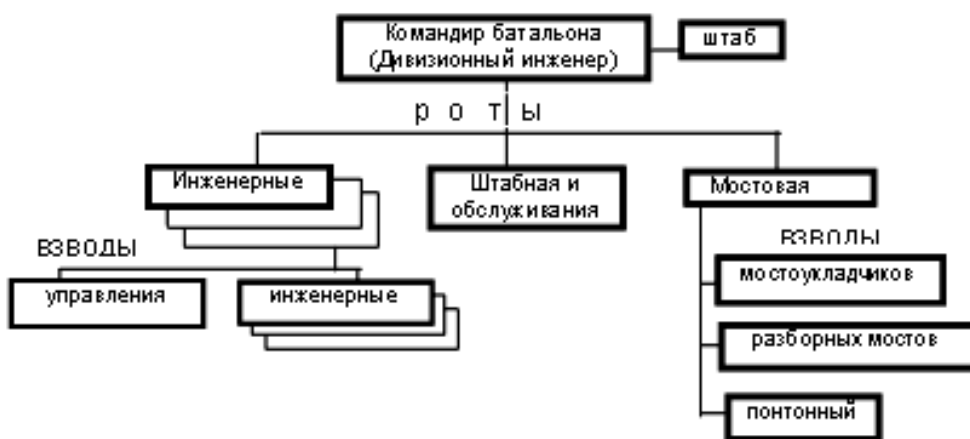 Командир батальона
(Дивизионный инженер)
штаб
р о т ы
Инженерные
Штабная и
обслуживания
Мостовая
ВЗВОДЫ
ВЗВОДЫ
управления
инженерные
мостоукладчиков
разборных мостов
понтонный